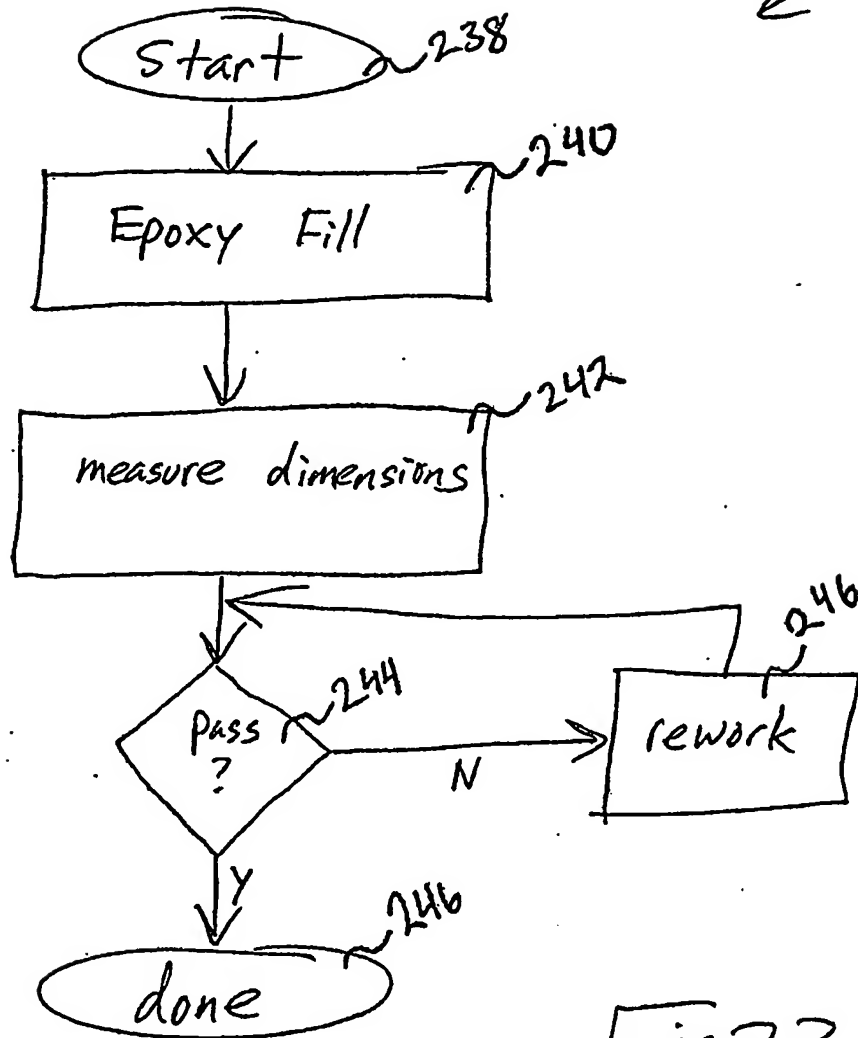 Start
238
240
Epoxy Fill
242
measure dimensions
244
Pass
?
N
246
rework
Y
246
done